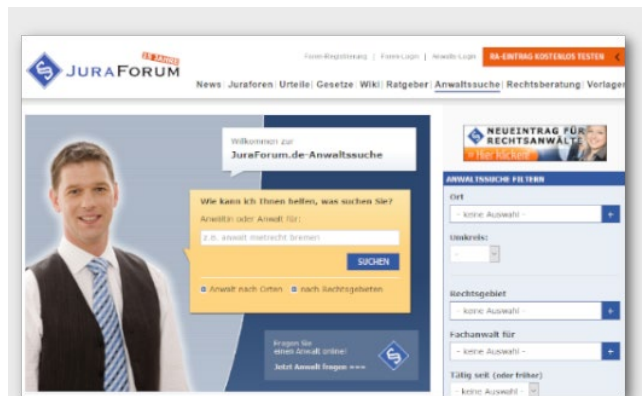 15 JAHRE
JURAFORUM
Foren-Registrierung | Foren-Login | Anwalts-Login
RA-EINTRAG KOSTENLOS TESTEN
News | Juraforen | Urteile | Gesetze | Wiki | Ratgeber | Anwaltssuche | Rechtsberatung | Vorlagen
Willkommen zur
JuraForum.de-Anwaltssuche
Wie kann ich Ihnen helfen, was suchen Sie?
Anwältin oder Anwalt für:
z.B. anwalt mietrecht bremen
SUCHEN
Anwalt nach Orten nach Rechtsgebieten
Fragen Sie
einen Anwalt online!
Jetzt Anwalt fragen »»»
NEUEINTRAG FÜR
RECHTSANWÄLTE
» Hier klicken!
ANWALTSSUCHE FILTERN
Ort
- keine Auswahl - +
Umkreis:
-
Rechtsgebiet
- keine Auswahl - +
Fachanwalt für
- keine Auswahl - +
Tätig seit (oder früher)
- keine Auswahl -